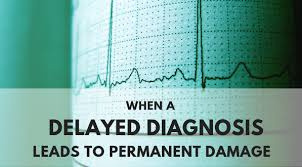 WHEN A
DELAYED DIAGNOSIS
LEADS TO PERMANENT DAMAGE